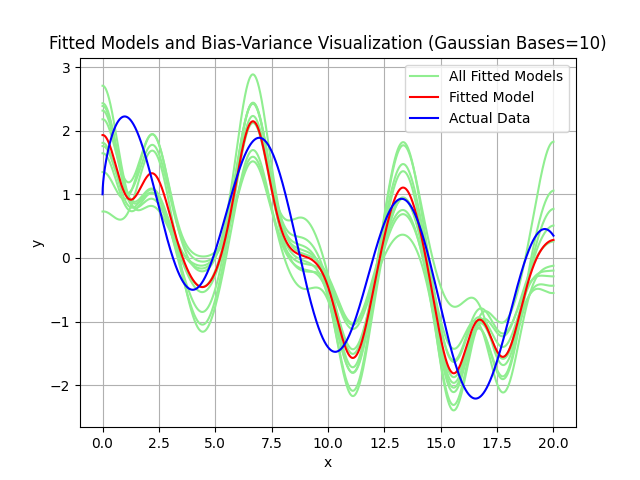 Fitted Models and Bias-Variance Visualization (Gaussian Bases=10)
All Fitted Models
Fitted Model
Actual Data
y
3
2
1
0
−1
−2
0.0 2.5 5.0 7.5 10.0 12.5 15.0 17.5 20.0
x